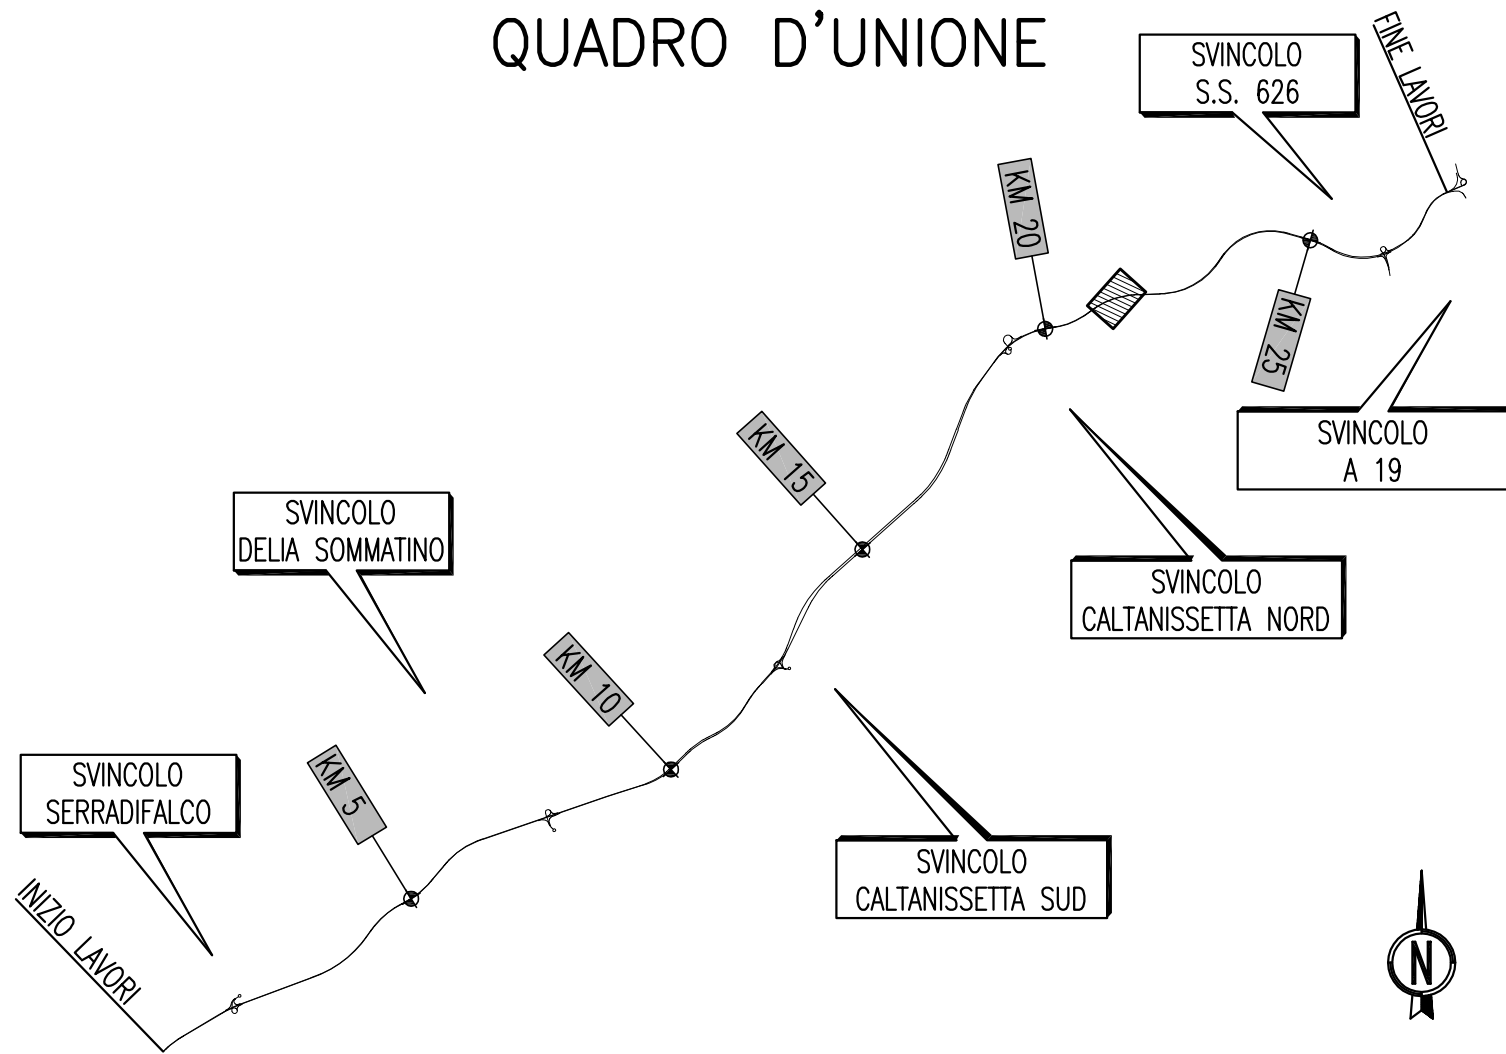 QUADRO D'UNIONE
SVINCOLO
S.S. 626
FINE LAVORI
KM 20
KM 25
SVINCOLO
A 19
KM 15
SVINCOLO
DELIA SOMMATINO
SVINCOLO
CALTANISSETTA NORD
KM 10
SVINCOLO
SERRADIFALCO
KM 5
SVINCOLO
CALTANISSETTA SUD
INIZIO LAVORI
N